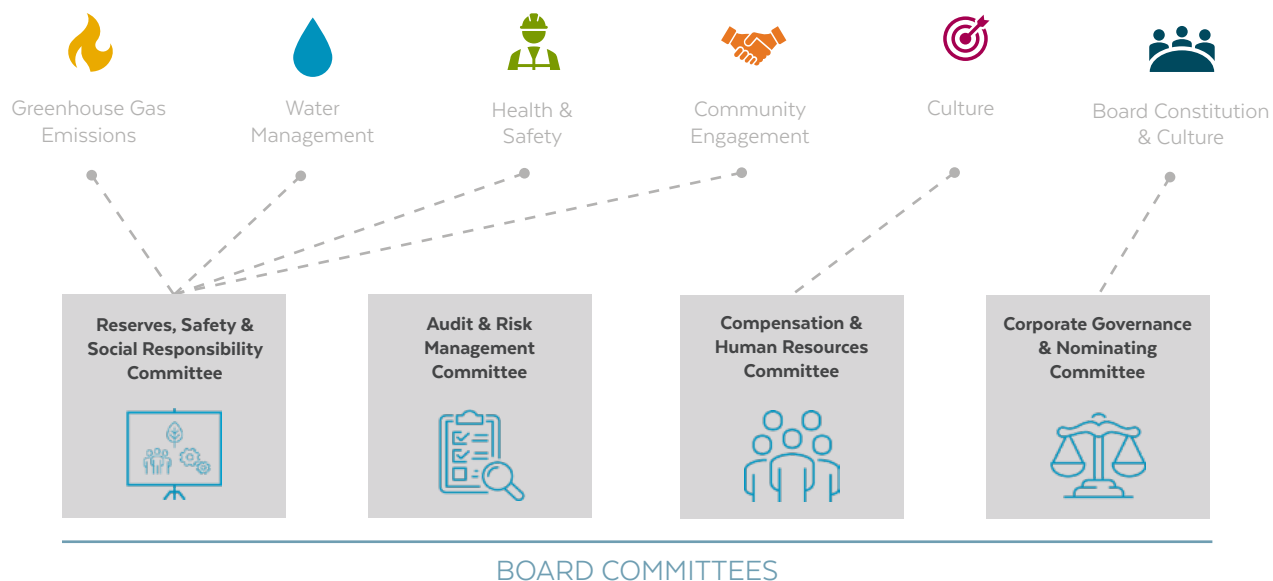 Greenhouse Gas
Emissions
Water
Management
Health &
Safety
Community
Engagement
Culture
Board Constitution
& Culture
Reserves, Safety &
Social Responsibility
Committee
Audit & Risk
Management
Committee
Compensation &
Human Resources
Committee
Corporate Governance
& Nominating
Committee
BOARD COMMITTEES